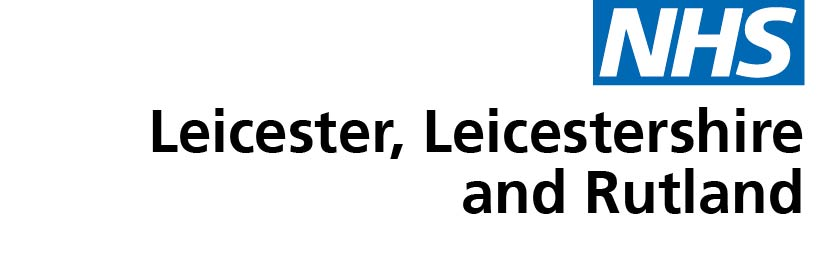 NHS
Leicester, Leicestershire
and Rutland